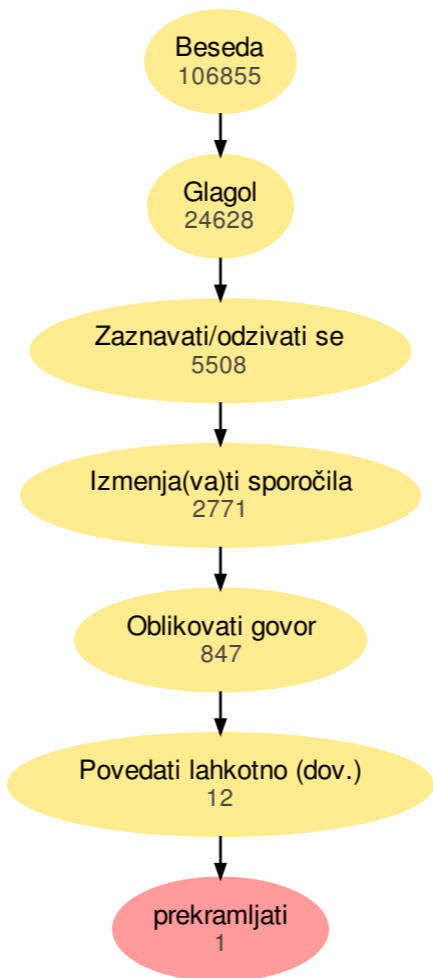 Beseda
106855
Glagol
24628
Zaznavati/odzivati se
5508
Izmenja(va)ti sporočila
2771
Oblikovati govor
847
Povedati lahkotno (dov.)
12
prekramljati
1